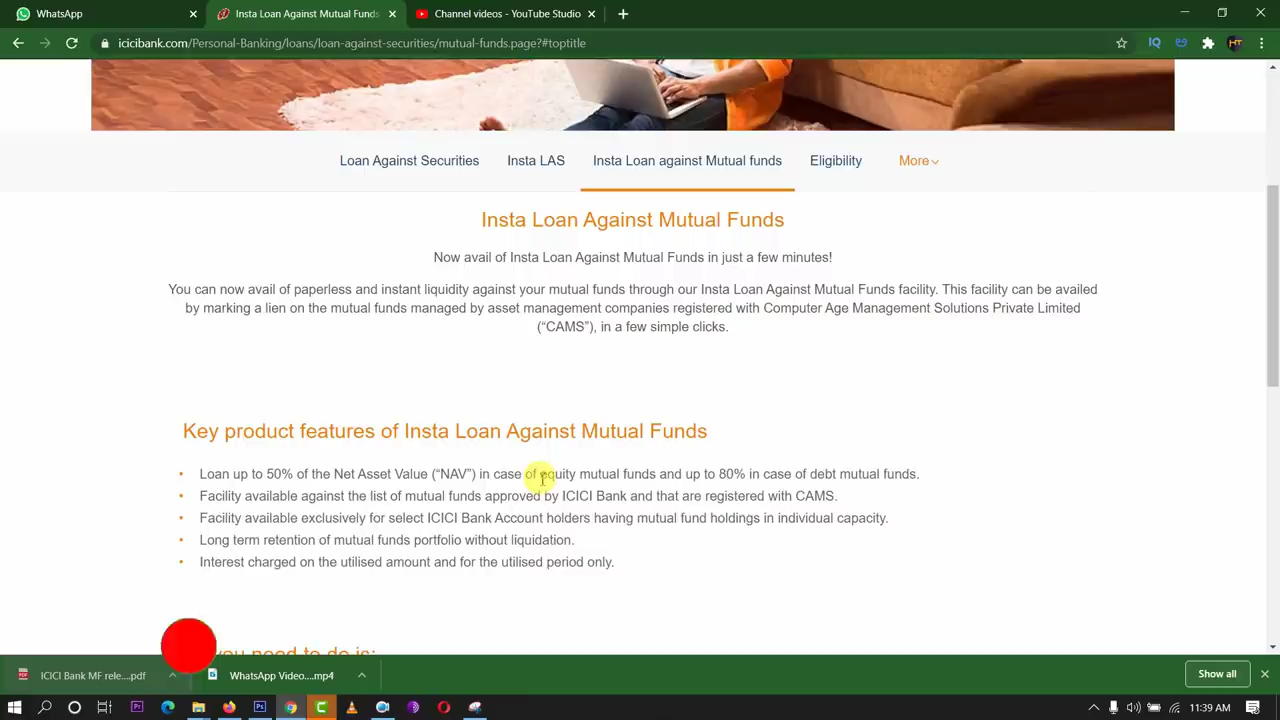 WhatsApp
Insta Loan Against Mutual Funds
Channel videos - YouTube Studio
icicibank.com/Personal-Banking/loans/loan-against-securities/mutual-funds.page?#toptitle
IQ
HT
Loan Against Securities
Insta LAS
Insta Loan against Mutual funds
Eligibility
More
Insta Loan Against Mutual Funds
Now avail of Insta Loan Against Mutual Funds in just a few minutes!
You can now avail of paperless and instant liquidity against your mutual funds through our Insta Loan Against Mutual Funds facility. This facility can be availed
by marking a lien on the mutual funds managed by asset management companies registered with Computer Age Management Solutions Private Limited
(“CAMS”), in a few simple clicks.
Key product features of Insta Loan Against Mutual Funds
• Loan up to 50% of the Net Asset Value (“NAV”) in case of equity mutual funds and up to 80% in case of debt mutual funds.
• Facility available against the list of mutual funds approved by ICICI Bank and that are registered with CAMS.
• Facility available exclusively for select ICICI Bank Account holders having mutual fund holdings in individual capacity.
• Long term retention of mutual funds portfolio without liquidation.
• Interest charged on the utilised amount and for the utilised period only.
you need to do is:
ICICI Bank MF rele....pdf
WhatsApp Video....mp4
Show all
Pr
Ps
C
11:39 AM